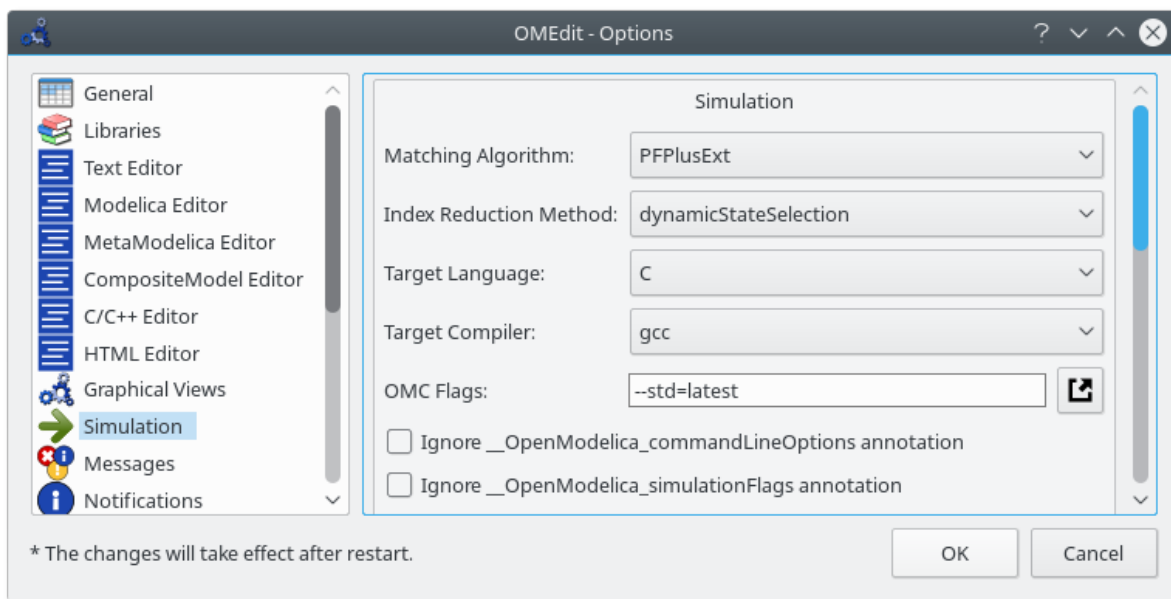 OMEdit - Options
General
Libraries
Text Editor
Modelica Editor
MetaModelica Editor
CompositeModel Editor
C/C++ Editor
HTML Editor
Graphical Views
Simulation
Messages
Notifications
Simulation
Matching Algorithm: PFPlusExt
Index Reduction Method: dynamicStateSelection
Target Language: C
Target Compiler: gcc
OMC Flags: --std=latest
Ignore __OpenModelica_commandLineOptions annotation
Ignore __OpenModelica_simulationFlags annotation
* The changes will take effect after restart.
OK Cancel